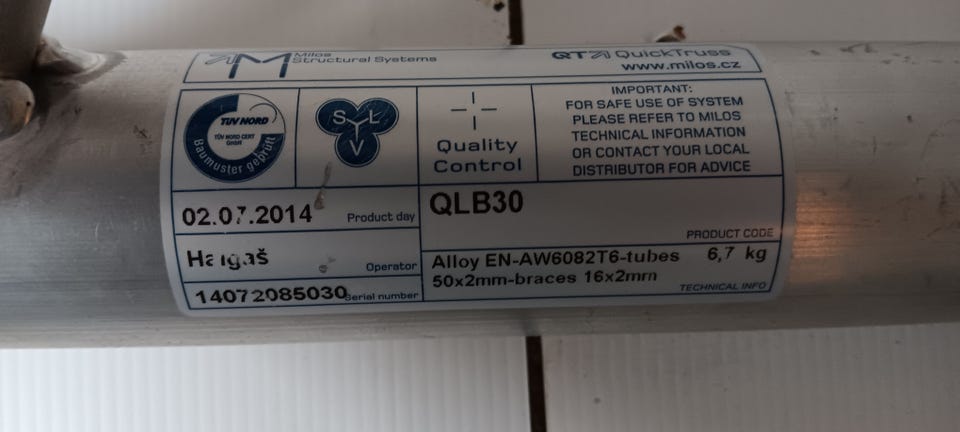 M
Milos
Structural Systems
QT QuickTruss
www.milos.cz
TÜV NORD
TÜV NORD CERT
GmbH
Baumuster geprüft
S Y L
V
Quality
Control
IMPORTANT:
FOR SAFE USE OF SYSTEM
PLEASE REFER TO MILOS
TECHNICAL INFORMATION
OR CONTACT YOUR LOCAL
DISTRIBUTOR FOR ADVICE
02.07.2014 Product day
QLB30
PRODUCT CODE
Operator
Alloy EN-AW6082T6-tubes 6,7 kg
50x2mm-braces 16x2mm
TECHNICAL INFO
14072085030 Serial number